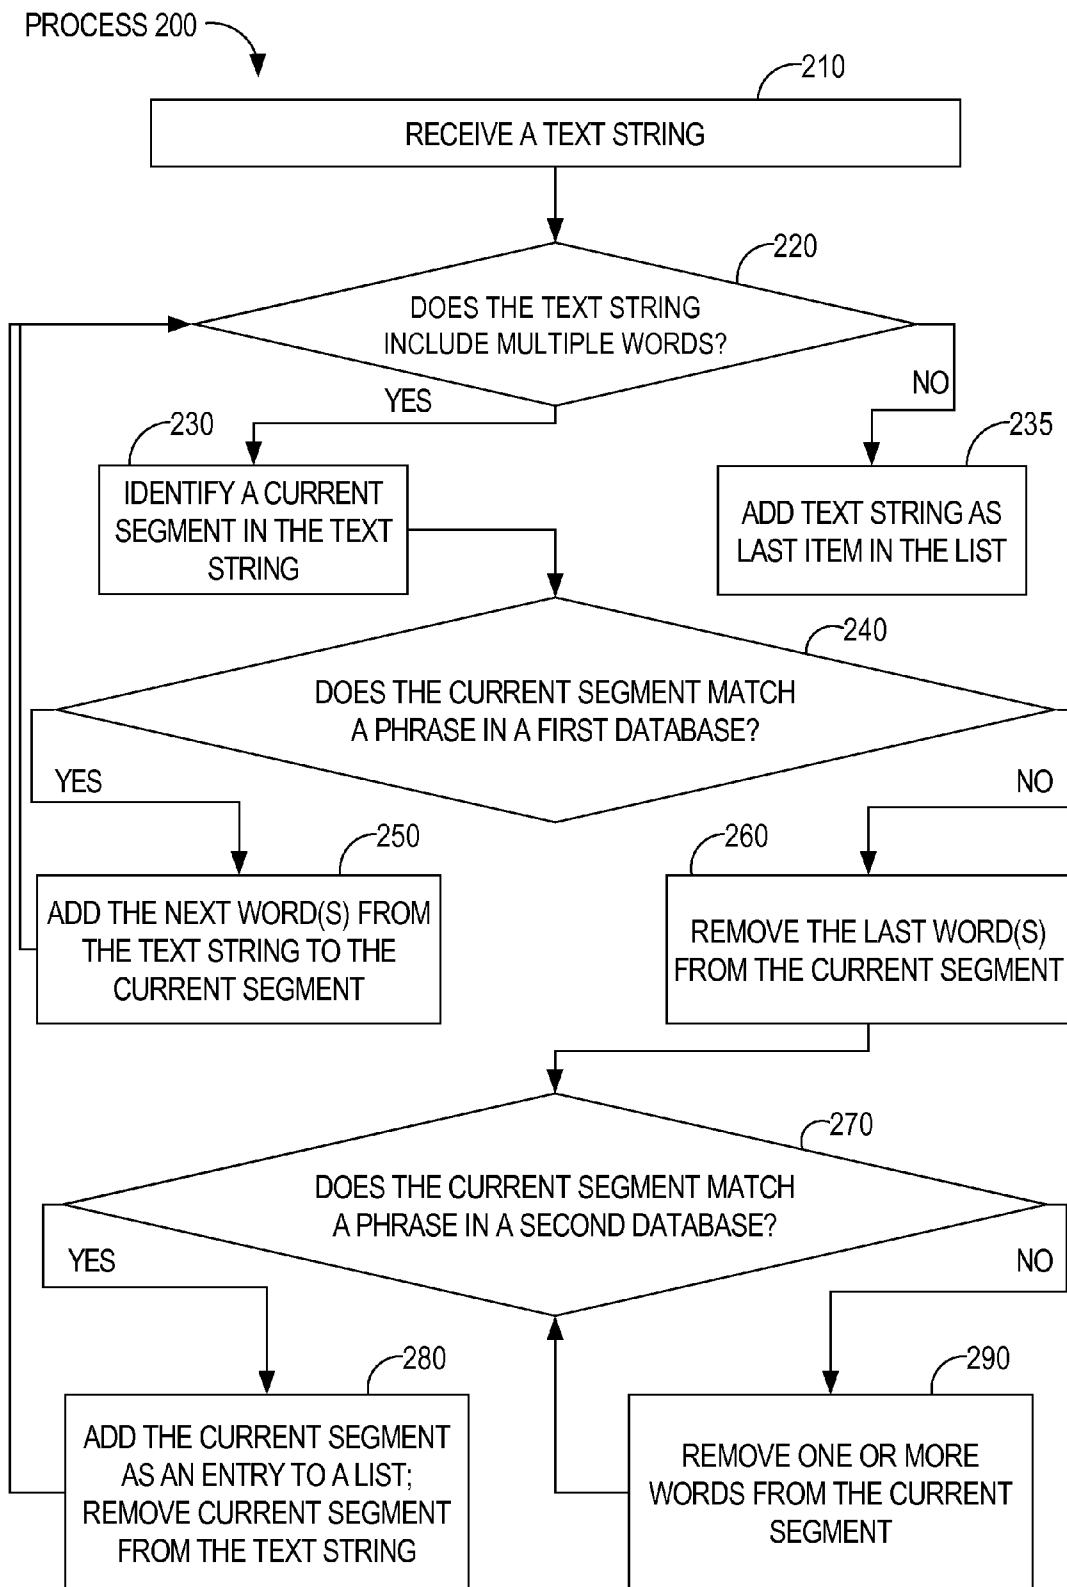 PROCESS 200
210
RECEIVE A TEXT STRING
220
DOES THE TEXT STRING
INCLUDE MULTIPLE WORDS?
YES
NO
230
IDENTIFY A CURRENT
SEGMENT IN THE TEXT
STRING
235
ADD TEXT STRING AS
LAST ITEM IN THE LIST
240
DOES THE CURRENT SEGMENT MATCH
A PHRASE IN A FIRST DATABASE?
YES
NO
250
ADD THE NEXT WORD(S) FROM
THE TEXT STRING TO THE
CURRENT SEGMENT
260
REMOVE THE LAST WORD(S)
FROM THE CURRENT SEGMENT
270
DOES THE CURRENT SEGMENT MATCH
A PHRASE IN A SECOND DATABASE?
YES
NO
280
ADD THE CURRENT SEGMENT
AS AN ENTRY TO A LIST;
REMOVE CURRENT SEGMENT
FROM THE TEXT STRING
290
REMOVE ONE OR MORE
WORDS FROM THE CURRENT
SEGMENT